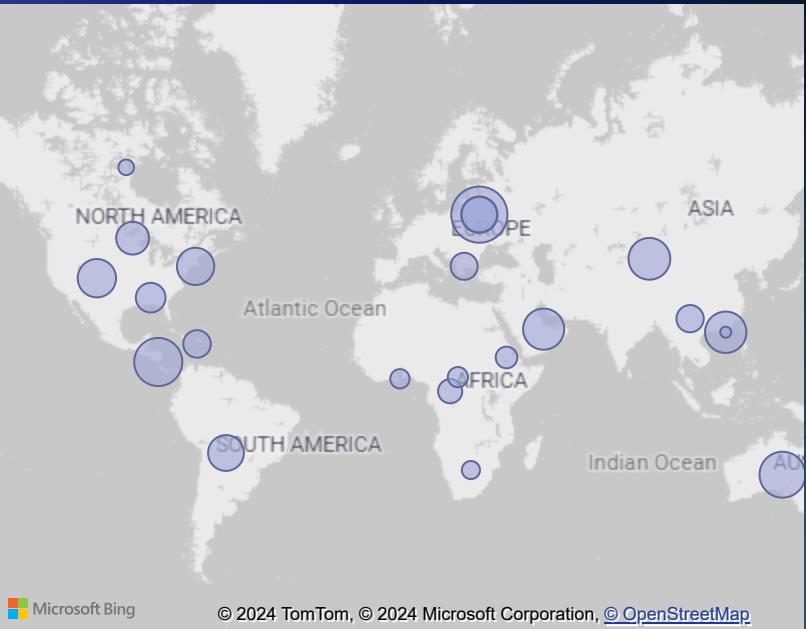 ASIA
NORTH AMERICA
EUROPE
Atlantic Ocean
AFRICA
SOUTH AMERICA
Indian Ocean
AU
Microsoft Bing
© 2024 TomTom, © 2024 Microsoft Corporation, © OpenStreetMap